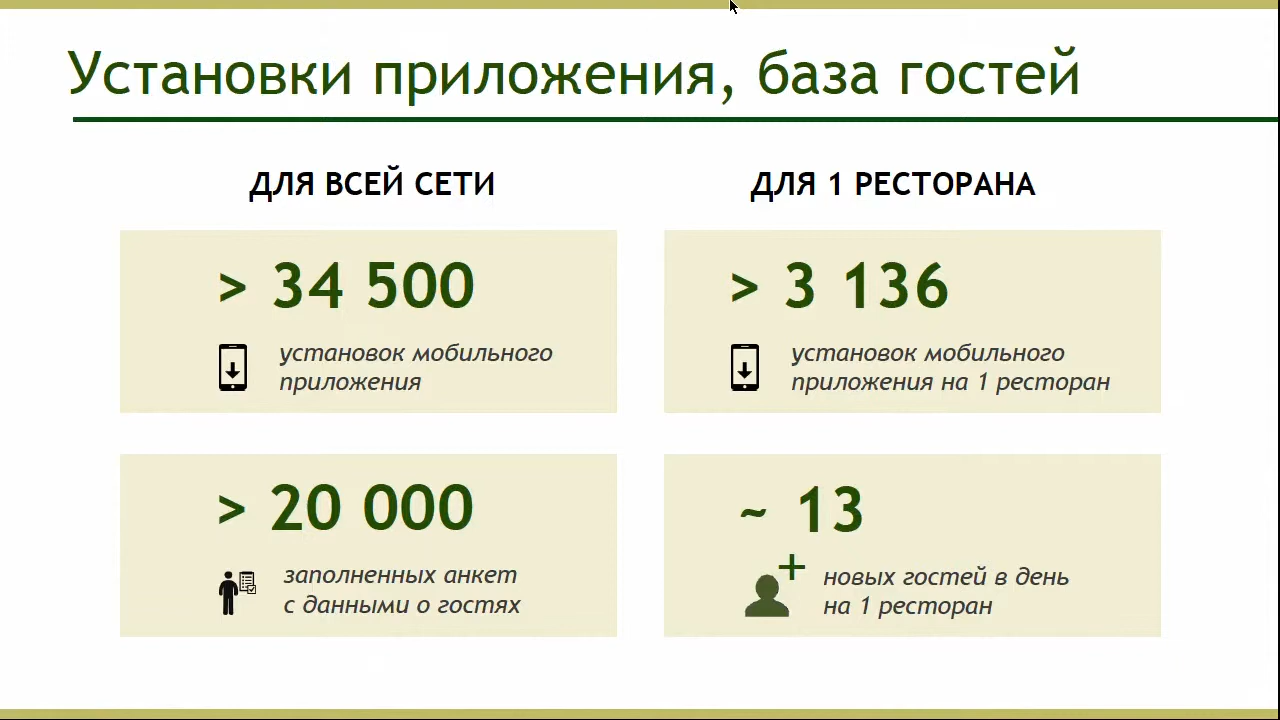 Установки приложения, база гостей
ДЛЯ ВСЕЙ СЕТИ
> 34 500
установок мобильного
приложения
> 20 000
заполненных анкет
с данными о гостях
ДЛЯ 1 РЕСТОРАНА
> 3 136
установок мобильного
приложения на 1 ресторан
~ 13
новых гостей в день
на 1 ресторан